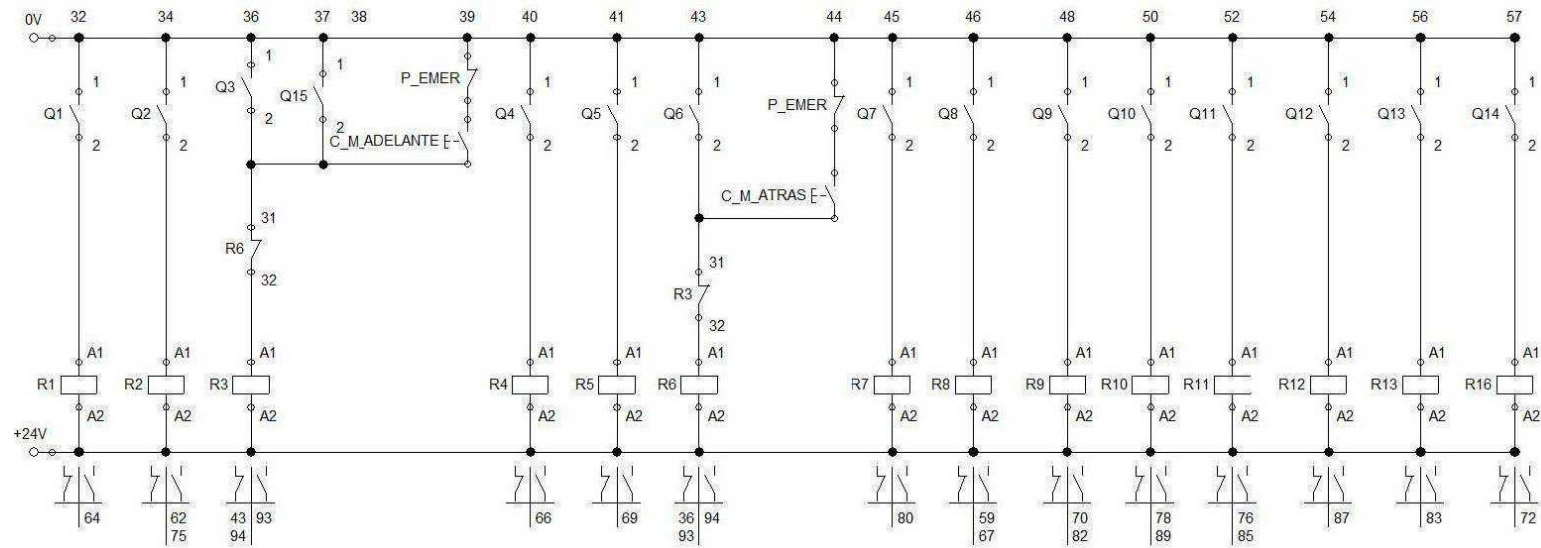 0V 32 34 36 37 38 39 40 41 43 44 45 46 48 50 52 54 56 57
1 1
P_EMER
1 1 Q3 Q15 1 1 1 1 1 1 1 1 1 1 1
P_EMER
Q1 Q2 2 2 Q4 Q5 Q6 Q7 Q8 Q9 Q10 Q11 Q12 Q13 Q14
2 2 C_M_ADELANTE 2 2 2 2 2 2 2 2 2 2 2
C_M_ATRAS
31
R6
32
31
R3
32
A1 A1 A1 A1 A1 A1 A1 A1 A1 A1 A1 A1 A1 A1
R1 R2 R3 R4 R5 R6 R7 R8 R9 R10 R11 R12 R13 R16
A2 A2 A2 A2 A2 A2 A2 A2 A2 A2 A2 A2 A2 A2
+24V
64 62 43 93 66 69 36 94 80 59 70 78 76 87 83 72
75 94 93 67 82 89 85